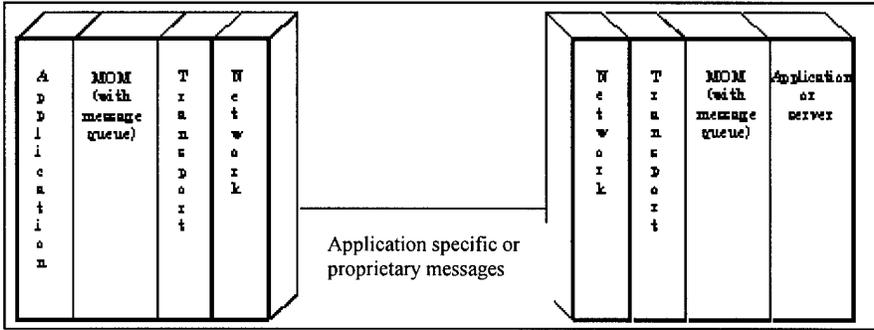 Application
MOM
(with
message
queue)
Transport
Network
Application specific or
proprietary messages
Network
Transport
MOM
(with
message
queue)
Application
or
server